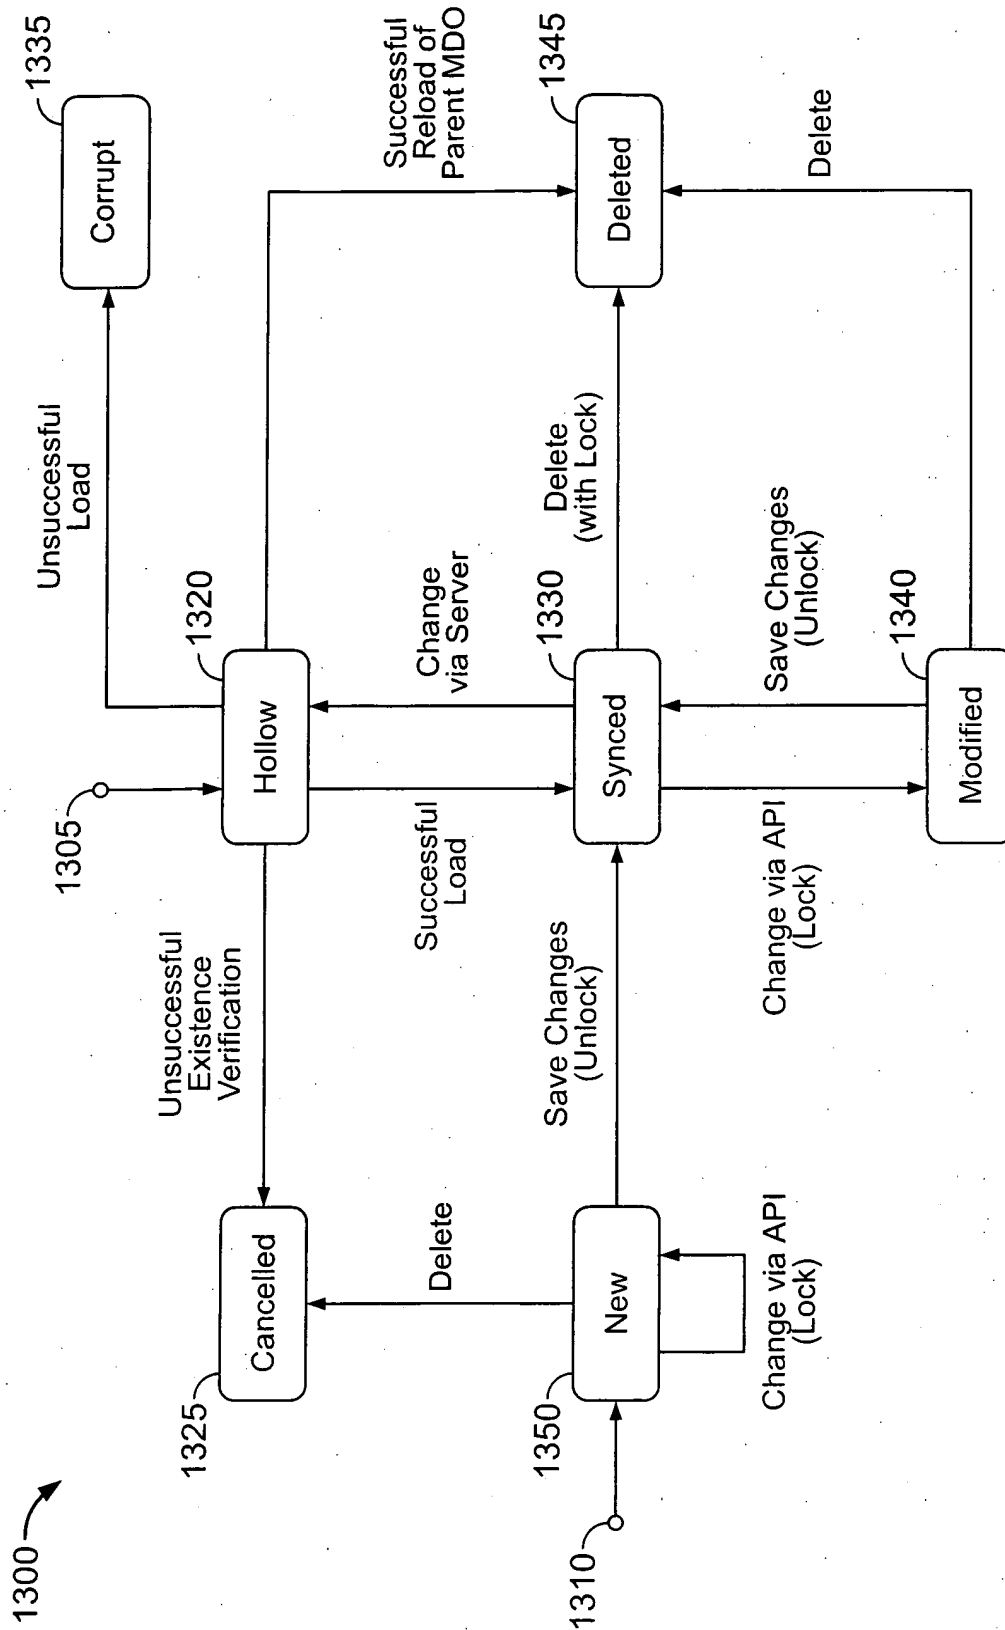 1300
1305
1335
Unsuccessful
Load
Corrupt
1325
Cancelled
Unsuccessful
Existence
Verification
1320
Hollow
Successful
Reload of
Parent MDO
Delete
Successful
Load
Change
via Server
1310
1350
New
Save Changes
(Unlock)
1330
Synced
Delete
(with Lock)
1345
Deleted
Change via API
(Lock)
Change via API
(Lock)
Save Changes
(Unlock)
Delete
1340
Modified